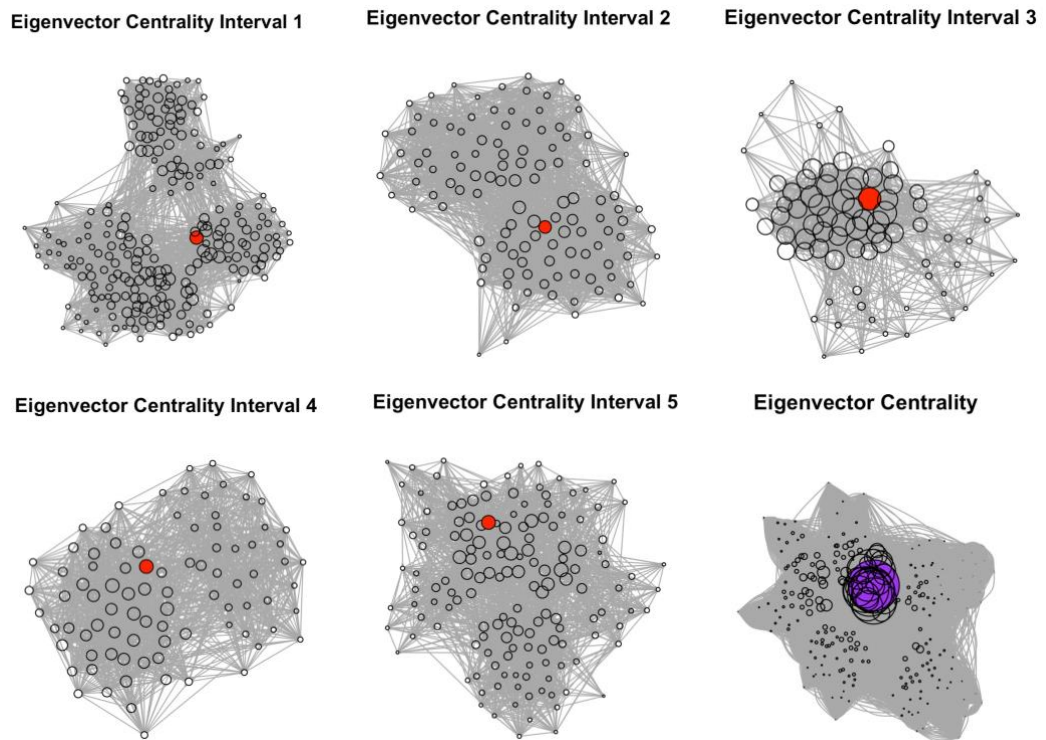 Eigenvector Centrality Interval 1
Eigenvector Centrality Interval 2
Eigenvector Centrality Interval 3
Eigenvector Centrality Interval 4
Eigenvector Centrality Interval 5
Eigenvector Centrality